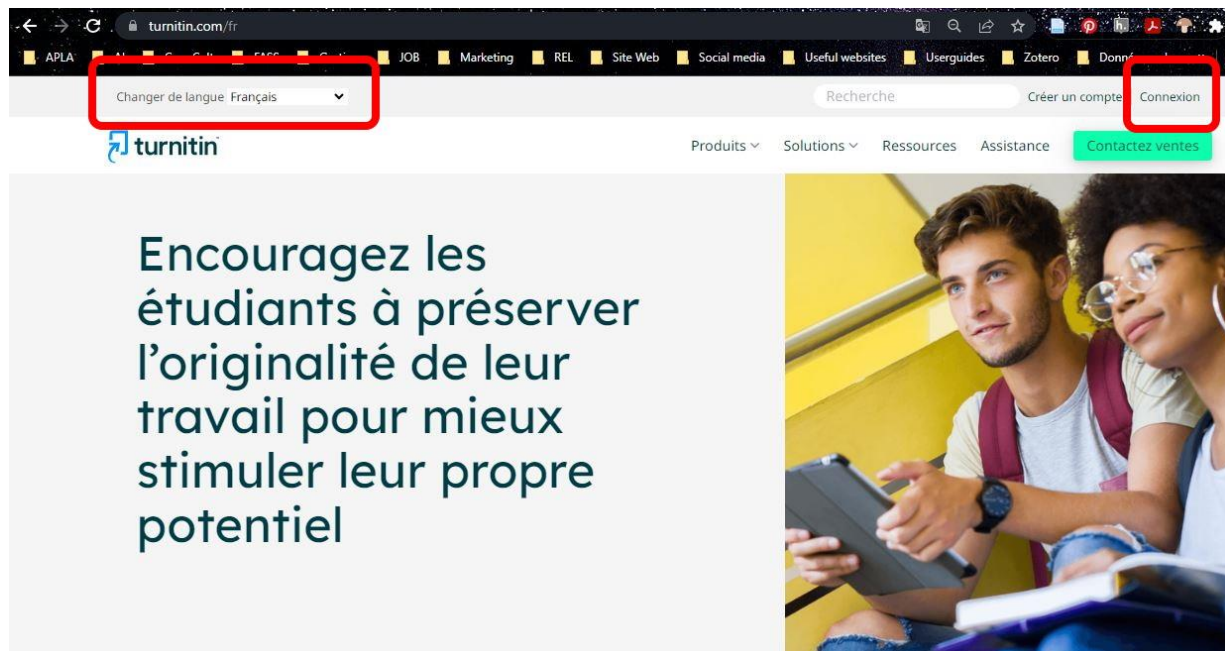 turnitin.com/fr
APLA JOB Marketing REL Site Web Social media Useful websites Userguides Zotero
Changer de langue Français Recherche Créer un compte Connexion
turnitin Produits Solutions Ressources Assistance Contactez ventes
Encouragez les
étudiants à préserver
l’originalité de leur
travail pour mieux
stimuler leur propre
potentiel